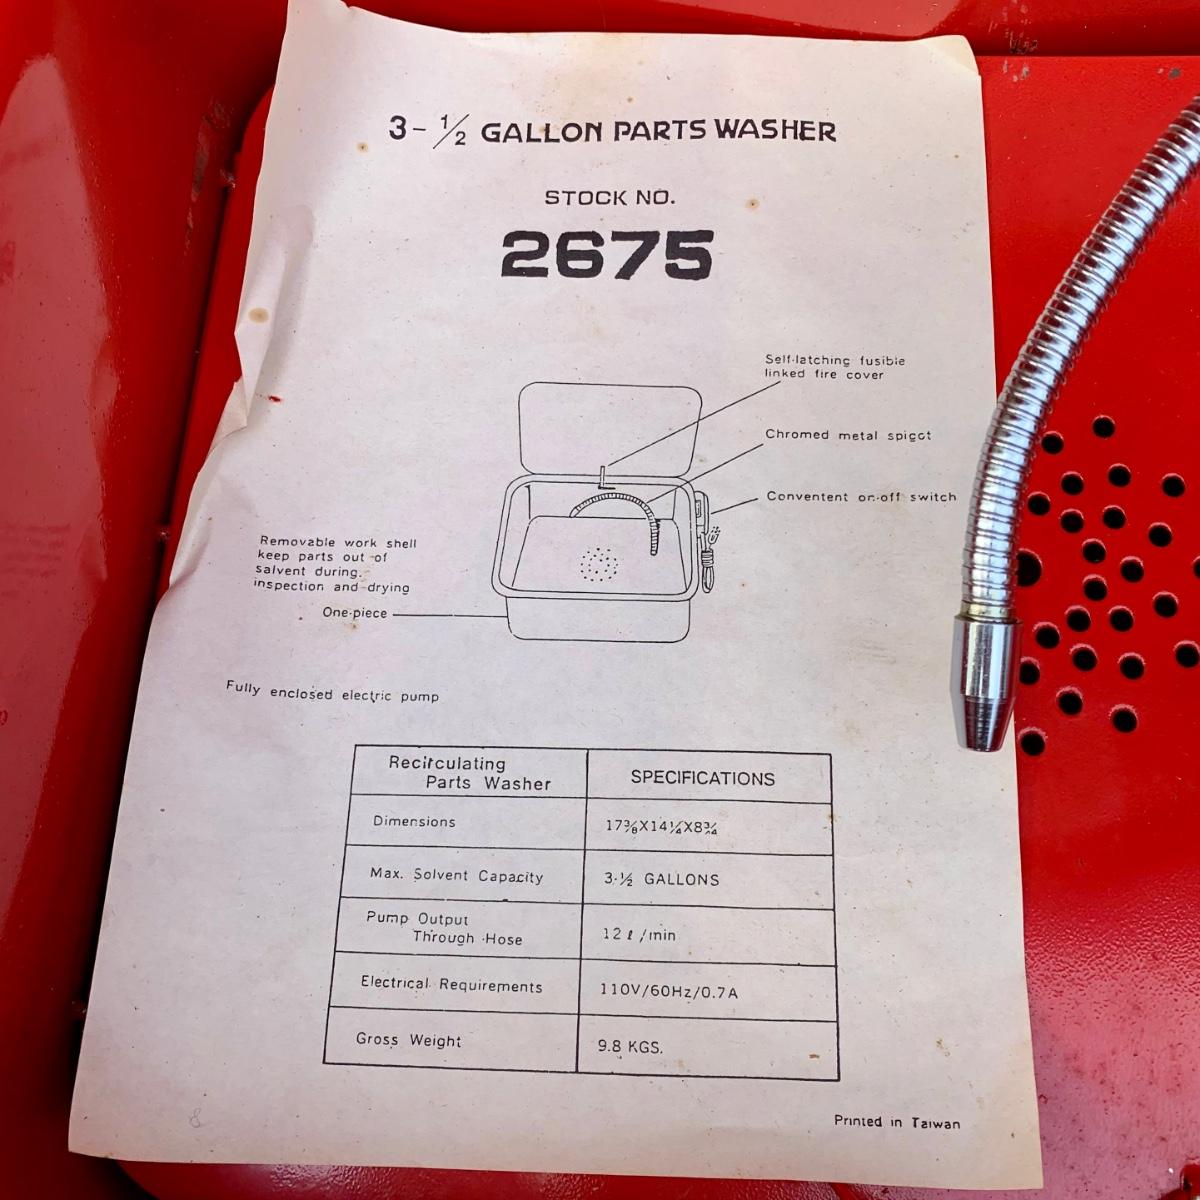 3-½ GALLON PARTS WASHER
STOCK NO.
2675
Self-latching fusible
linked fire cover
Chromed metal spigot
Conventent on-off switch
Removable work shell
keep parts out of
salvent during.
inspection and drying
One-piece
Fully enclosed electric pump
Recirculating
Parts Washer
SPECIFICATIONS
Dimensions
17⅜X14¼X8¾
Max. Solvent Capacity
3-½ GALLONS
Pump Output
Through Hose
12 ℓ /min
Electrical Requirements
110V/60Hz/0.7A
Gross Weight
9.8 KGS.
8
Printed in Taiwan